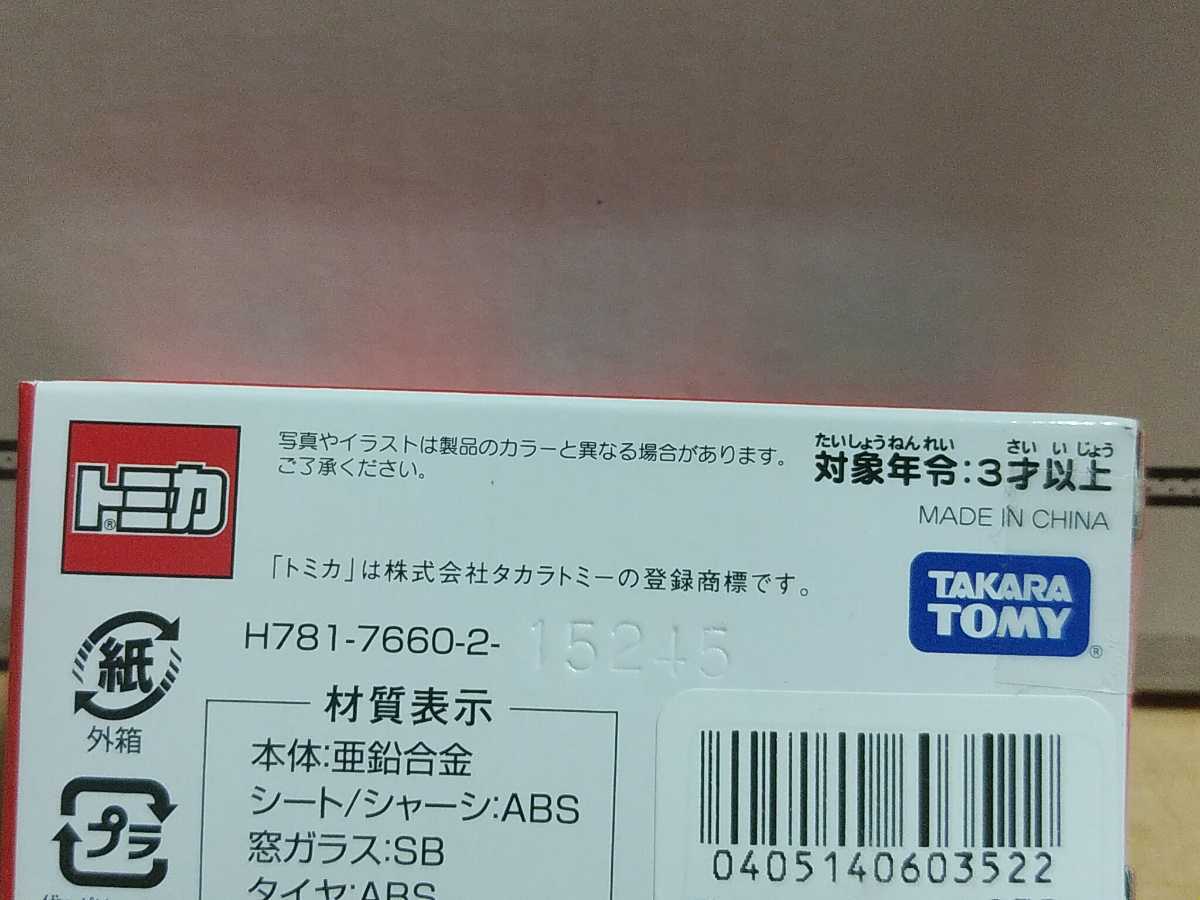 トミカ®
写真やイラストは製品のカラーと異なる場合があります。
ご了承ください。
たいしょうねんれい さいいじょう
対象年令:3才以上
MADE IN CHINA
「トミカ」は株式会社タカラトミーの登録商標です。
TAKARA
TOMY®
H781-7660-2-15245
紙
外箱
プラ
材質表示
本体:亜鉛合金
シート/シャーシ:ABS
窓ガラス:SB
タイヤ:ABS
0405140603522